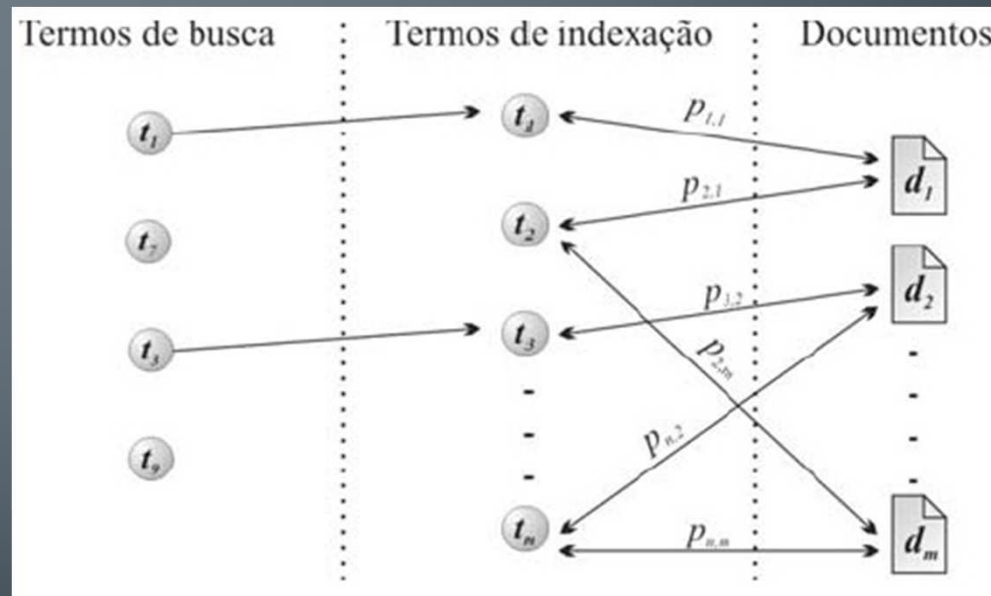 Termos de busca
Termos de indexação
Documentos
t1
t1
p1,1
d1
p2,1
t7
t2
d2
p3,2
t3
t3
p2,m
t9
pn,2
tn
pn,m
dm